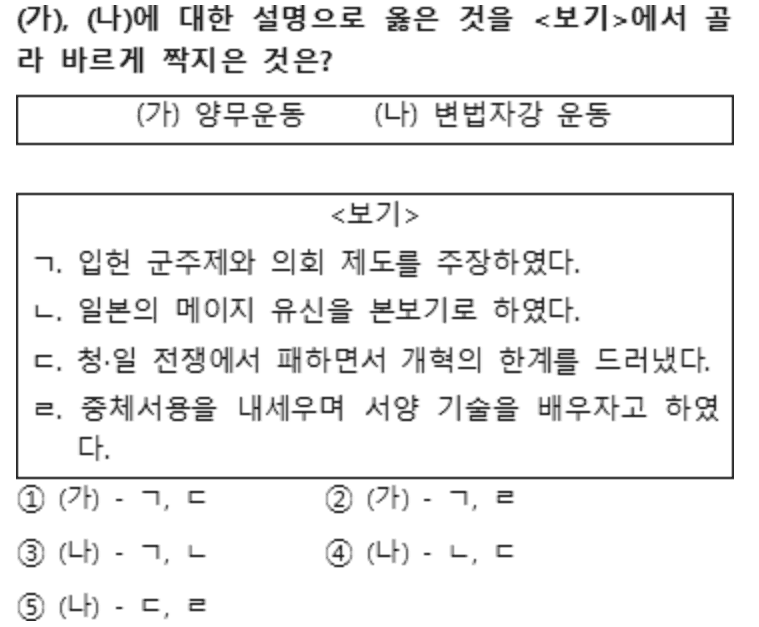 (가), (나)에 대한 설명으로 옳은 것을 <보기>에서 골
라 바르게 짝지은 것은?
(가) 양무운동 (나) 변법자강 운동
<보기>
ㄱ. 입헌 군주제와 의회 제도를 주장하였다.
ㄴ. 일본의 메이지 유신을 본보기로 하였다.
ㄷ. 청·일 전쟁에서 패하면서 개혁의 한계를 드러냈다.
ㄹ. 중체서용을 내세우며 서양 기술을 배우자고 하였
다.
① (가) - ㄱ, ㄷ ② (가) - ㄱ, ㄹ
③ (나) - ㄱ, ㄴ ④ (나) - ㄴ, ㄷ
⑤ (나) - ㄷ, ㄹ